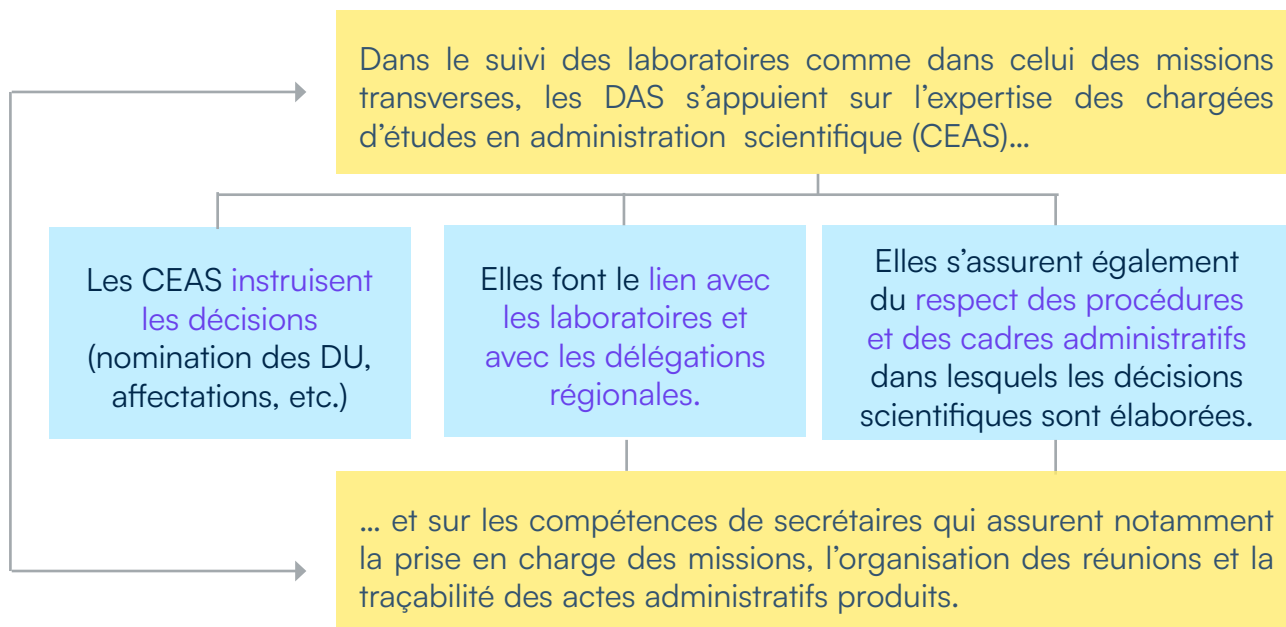 Dans le suivi des laboratoires comme dans celui des missions
transverses, les DAS s’appuient sur l’expertise des chargées
d’études en administration scientifique (CEAS)…
Les CEAS instruisent
les décisions
(nomination des DU,
affectations, etc.)
Elles font le lien avec
les laboratoires et
avec les délégations
régionales.
Elles s’assurent également
du respect des procédures
et des cadres administratifs
dans lesquels les décisions
scientifiques sont élaborées.
… et sur les compétences de secrétaires qui assurent notamment
la prise en charge des missions, l’organisation des réunions et la
traçabilité des actes administratifs produits.